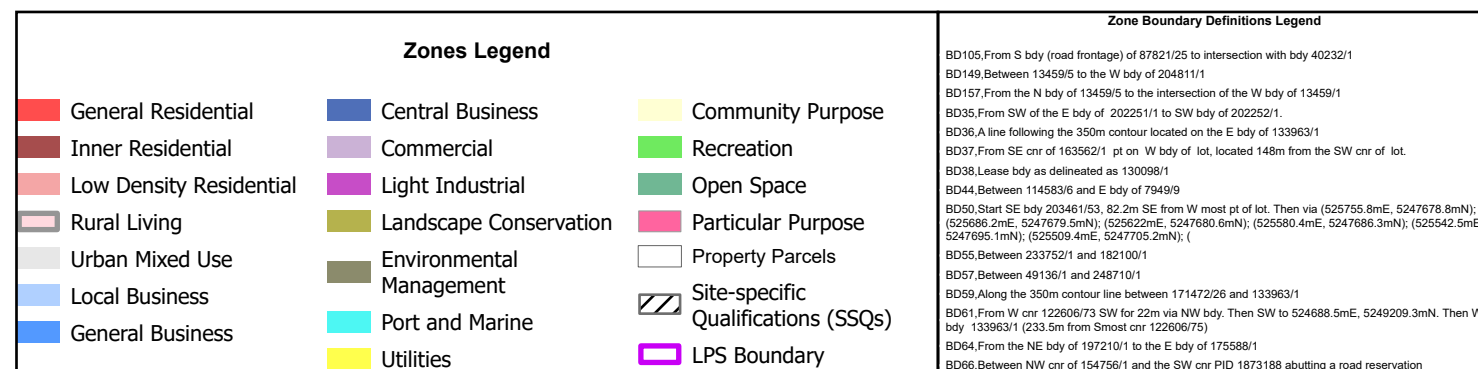 Zones Legend
General Residential
Inner Residential
Low Density Residential
Rural Living
Urban Mixed Use
Local Business
General Business
Central Business
Commercial
Light Industrial
Landscape Conservation
Environmental
Management
Port and Marine
Utilities
Community Purpose
Recreation
Open Space
Particular Purpose
Property Parcels
Site-specific
Qualifications (SSQs)
LPS Boundary
Zone Boundary Definitions Legend
BD105,From S bdy (road frontage) of 87821/25 to intersection with bdy 40232/1
BD149,Between 13459/5 to the W bdy of 204811/1
BD157,From the N bdy of 13459/5 to the intersection of the W bdy of 13459/1
BD35,From SW of the E bdy of 202251/1 to SW bdy of 202252/1.
BD36,A line following the 350m contour located on the E bdy of 133963/1
BD37,From SE cnr of 163562/1 pt on W bdy of lot, located 148m from the SW cnr of lot.
BD38,Lease bdy as delineated as 130098/1
BD44,Between 114583/6 and E bdy of 7949/9
BD50,Start SE bdy 203461/53, 82.2m SE from W most pt of lot. Then via (525755.8mE, 5247678.8mN);
(525686.2mE, 5247679.5mN); (525622mE, 5247680.6mN); (525580.4mE, 5247686.3mN); (525542.5mE
5247695.1mN); (525509.4mE, 5247705.2mN); (
BD55,Between 233752/1 and 182100/1
BD57,Between 49136/1 and 248710/1
BD59,Along the 350m contour line between 171472/26 and 133963/1
BD61,From W cnr 122606/73 SW for 22m via NW bdy. Then SW to 524688.5mE, 5249209.3mN. Then W
bdy 133963/1 (233.5m from Smost cnr 122606/75)
BD64,From the NE bdy of 197210/1 to the E bdy of 175588/1
BD66,Between NW cnr of 154756/1 and the SW cnr PID 1873188 abutting a road reservation